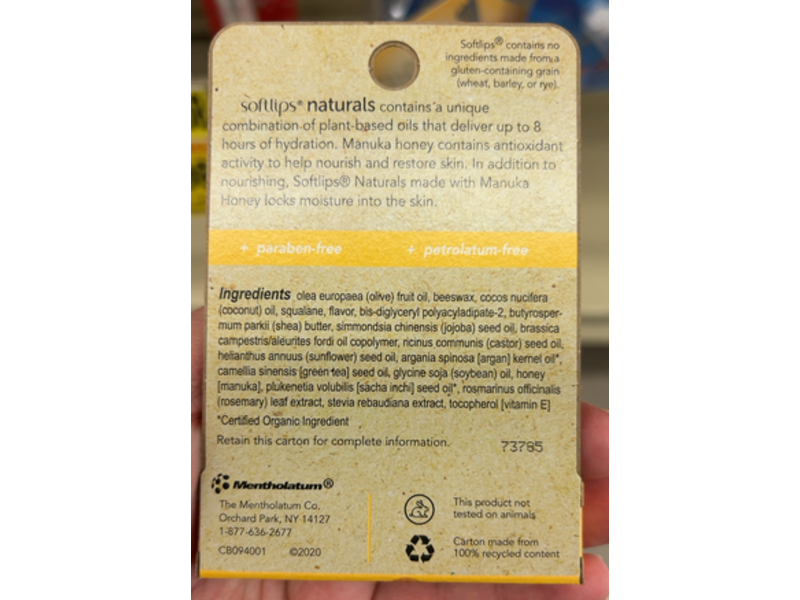 Softlips® contains no
ingredients made from a
gluten-containing grain
(wheat, barley, or rye).
softlips® naturals contains a unique
combination of plant-based oils that deliver up to 8
hours of hydration. Manuka honey contains antioxidant
activity to help nourish and restore skin. In addition to
nourishing, Softlips® Naturals made with Manuka
Honey locks moisture into the skin.
+ paraben-free + petrolatum-free
Ingredients olea europaea (olive) fruit oil, beeswax, cocos nucifera
(coconut) oil, squalane, flavor, bis-diglyceryl polyacyladipate-2, butyrosper-
mum parkii (shea) butter, simmondsia chinensis (jojoba) seed oil, brassica
campestris/aleurites fordi oil copolymer, ricinus communis (castor) seed oil,
helianthus annuus (sunflower) seed oil, argania spinosa [argan] kernel oil*,
camellia sinensis [green tea] seed oil, glycine soja (soybean) oil, honey
[manuka], plukenetia volubilis [sacha inchi] seed oil*, rosmarinus officinalis
(rosemary) leaf extract, stevia rebaudiana extract, tocopherol [vitamin E]
*Certified Organic Ingredient
Retain this carton for complete information.
73785
Mentholatum®
The Mentholatum Co.
Orchard Park, NY 14127
1-877-636-2677
CB094001 ©2020
This product not
tested on animals
Carton made from
100% recycled content